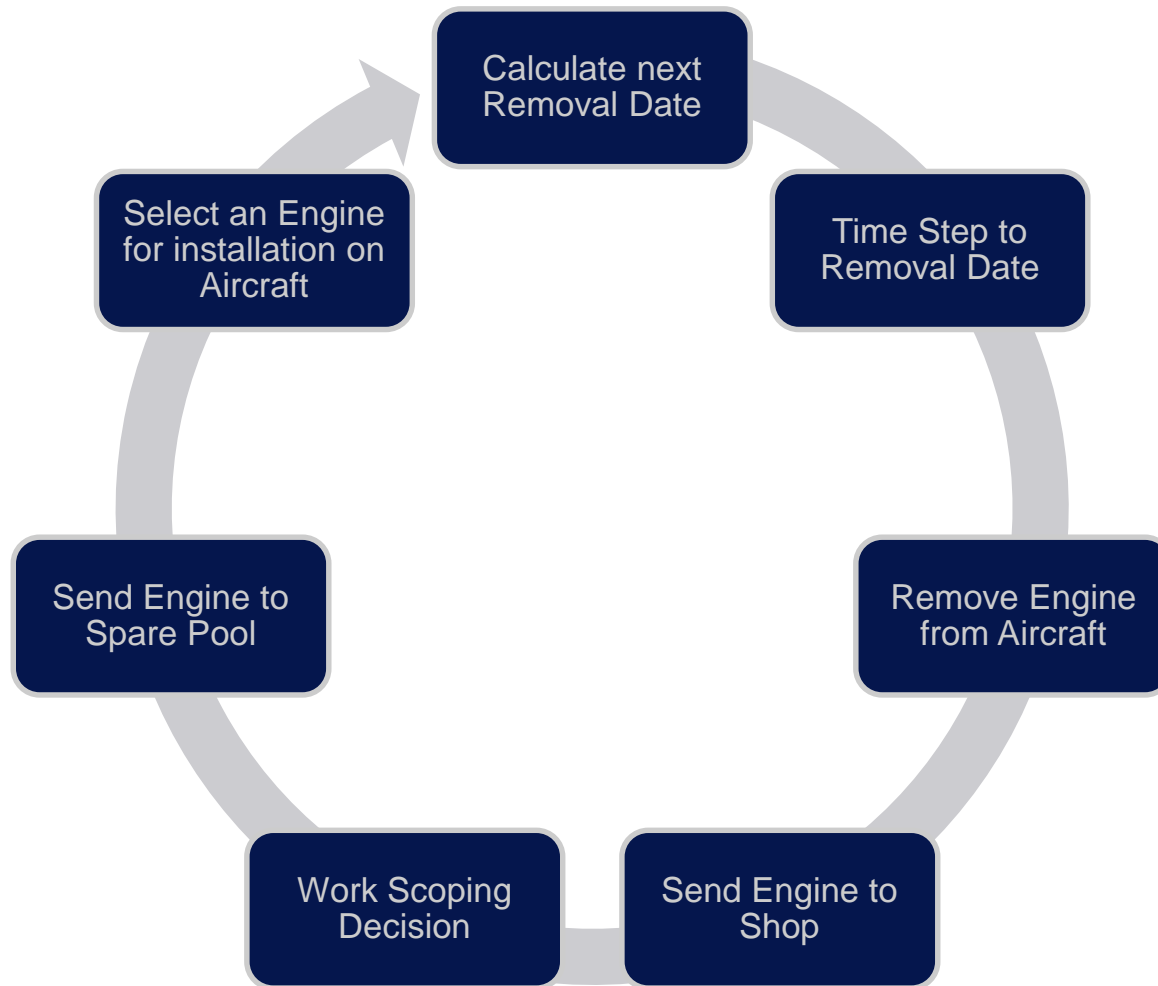 Calculate next
Removal Date
Time Step to
Removal Date
Remove Engine
from Aircraft
Send Engine to
Shop
Work Scoping
Decision
Send Engine to
Spare Pool
Select an Engine
for installation on
Aircraft